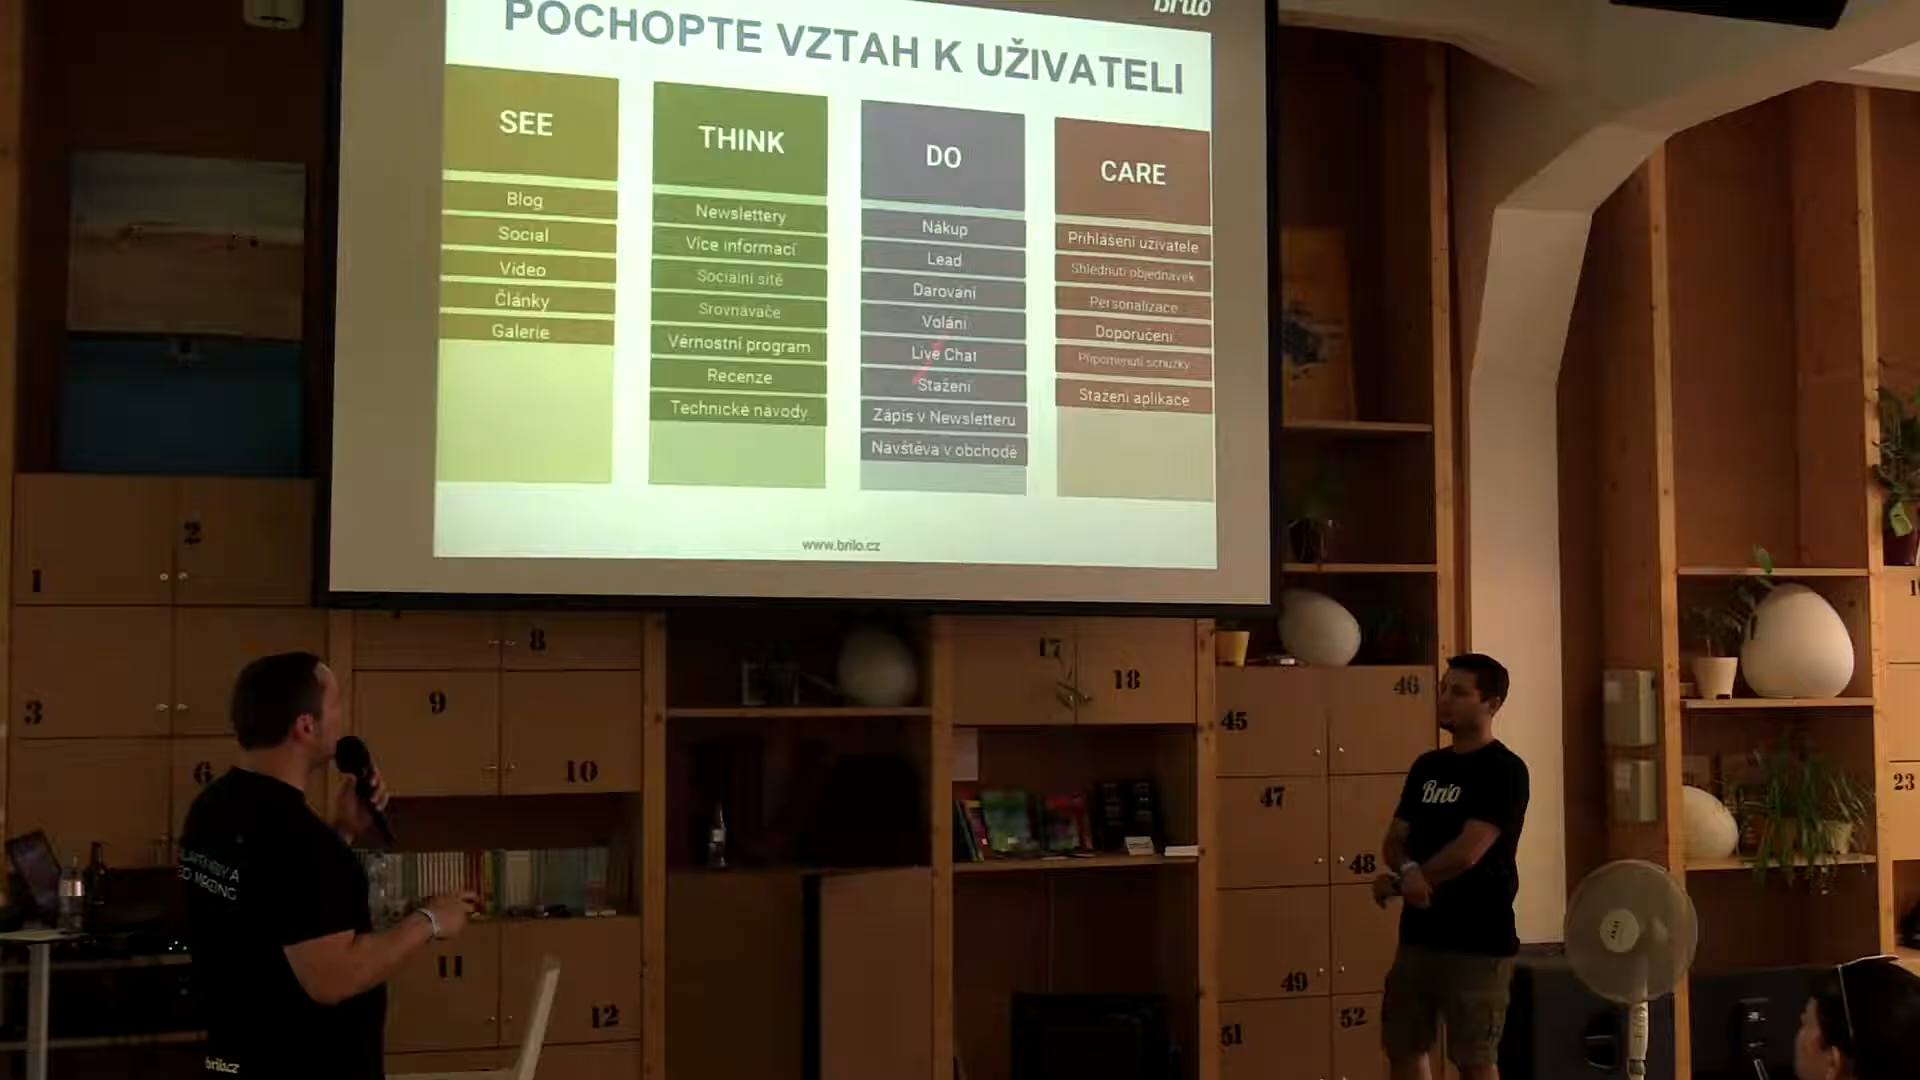 Brilo
POCHOPTE VZTAH K UŽIVATELI
SEE
Blog
Social
Video
Články
Galerie
THINK
Newslettery
Více informací
Sociální sítě
Srovnávače
Věrnostní program
Recenze
Technické návody
DO
Nákup
Lead
Darování
Volání
Live Chat
Stažení
Zápis v Newsletteru
Návštěva v obchodě
CARE
Přihlášení uživatele
Shlédnutí objednávek
Personalizace
Doporučení
Připomenutí schůzky
Stažení aplikace
www.brilo.cz
1
2
3
6
8
9
10
11
12
17
18
45
46
47
48
49
51
52
23
Brilo
brilo.cz